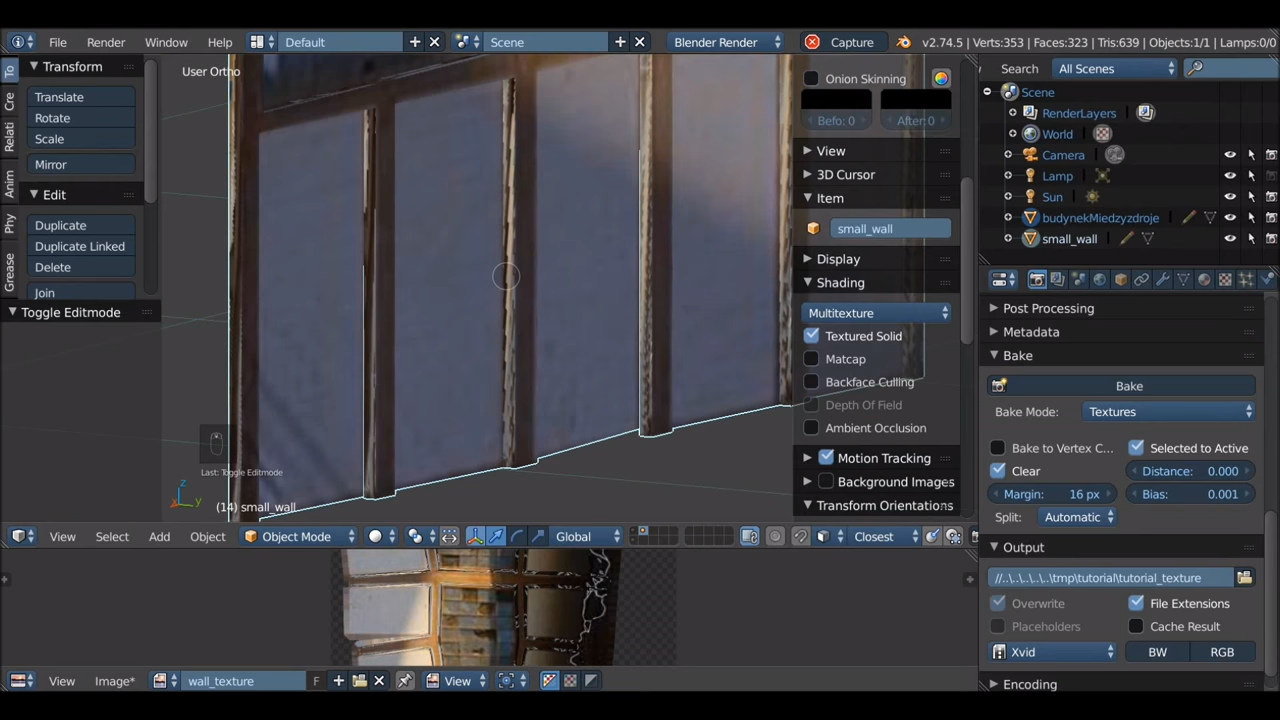 File Render Window Help Default Scene Blender Render Capture v2.74.5 | Verts:353 | Faces:323 | Tris:639 | Objects:1/1 | Lamps:0/0
Transform
Translate
Rotate
Scale
Mirror
Edit
Duplicate
Duplicate Linked
Delete
Join
Toggle Editmode
To
Cre
Relati
Anim
Phy
Grease
User Ortho
Last: Toggle Editmode
z
y
(14) small_wall
Onion Skinning
Befo: 0 After: 0
View
3D Cursor
Item
small_wall
Display
Shading
Multitexture
Textured Solid
Matcap
Backface Culling
Depth Of Field
Ambient Occlusion
Motion Tracking
Background Images
Transform Orientations
Search All Scenes
Scene
RenderLayers
World
Camera
Lamp
Sun
budynekMiedzyzdroje
small_wall
Post Processing
Metadata
Bake
Bake
Bake Mode: Textures
Bake to Vertex C... Selected to Active
Clear Distance: 0.000
Margin: 16 px Bias: 0.001
Split: Automatic
Output
//..\..\..\..\..\tmp\tutorial\tutorial_texture
Overwrite File Extensions
Placeholders Cache Result
Xvid BW RGB
Encoding
View Select Add Object Object Mode Global Closest
View Image* wall_texture F View